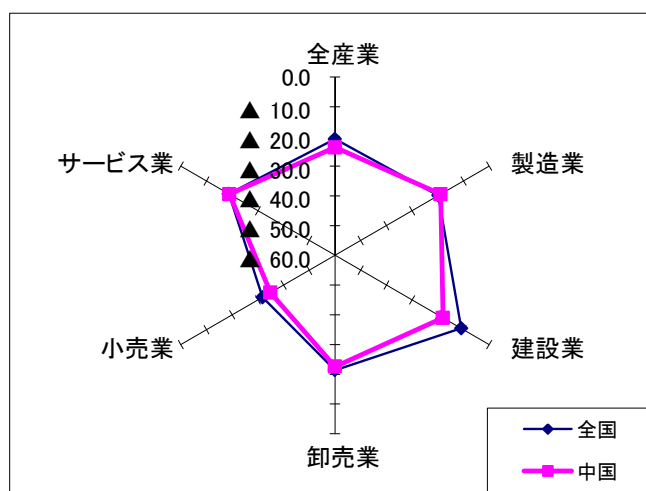 全産業
0.0
▲ 10.0
▲ 20.0
▲ 30.0
▲ 40.0
▲ 50.0
▲ 60.0
サービス業
製造業
小売業
建設業
卸売業
全国
中国